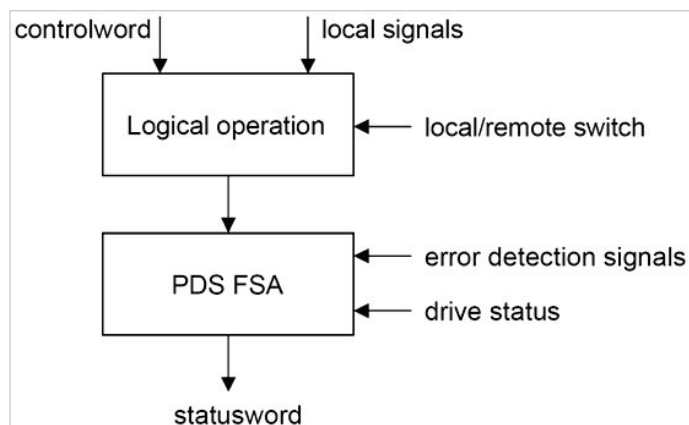 controlword
local signals
Logical operation
local/remote switch
PDS FSA
error detection signals
drive status
statusword